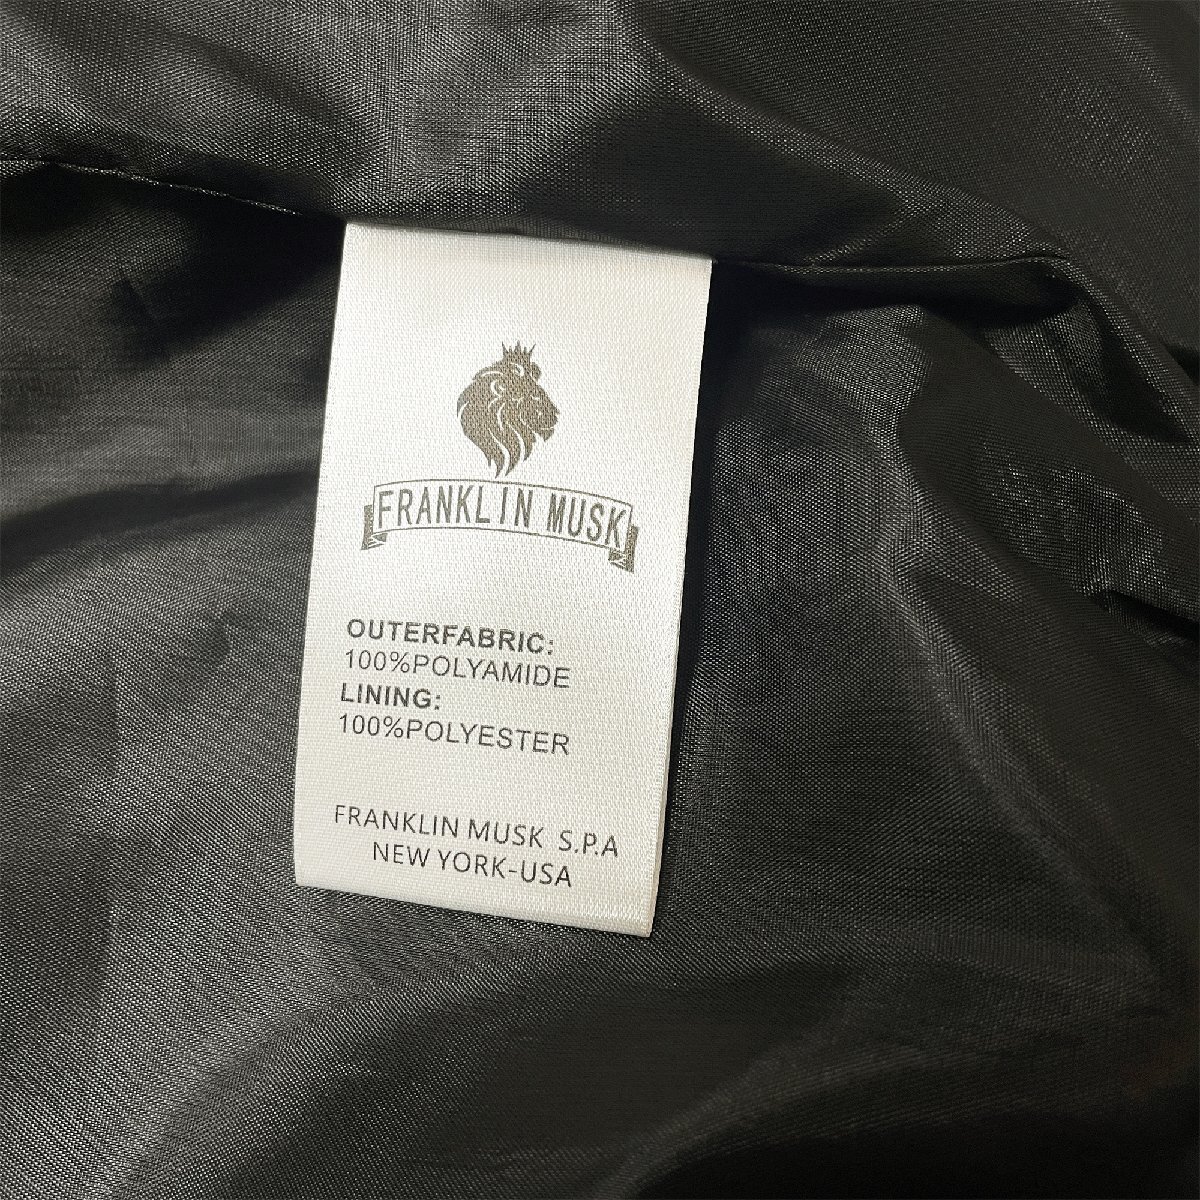 FRANKLIN MUSK
OUTERFABRIC:
100%POLYAMIDE
LINING:
100%POLYESTER
FRANKLIN MUSK S.P.A
NEW YORK-USA